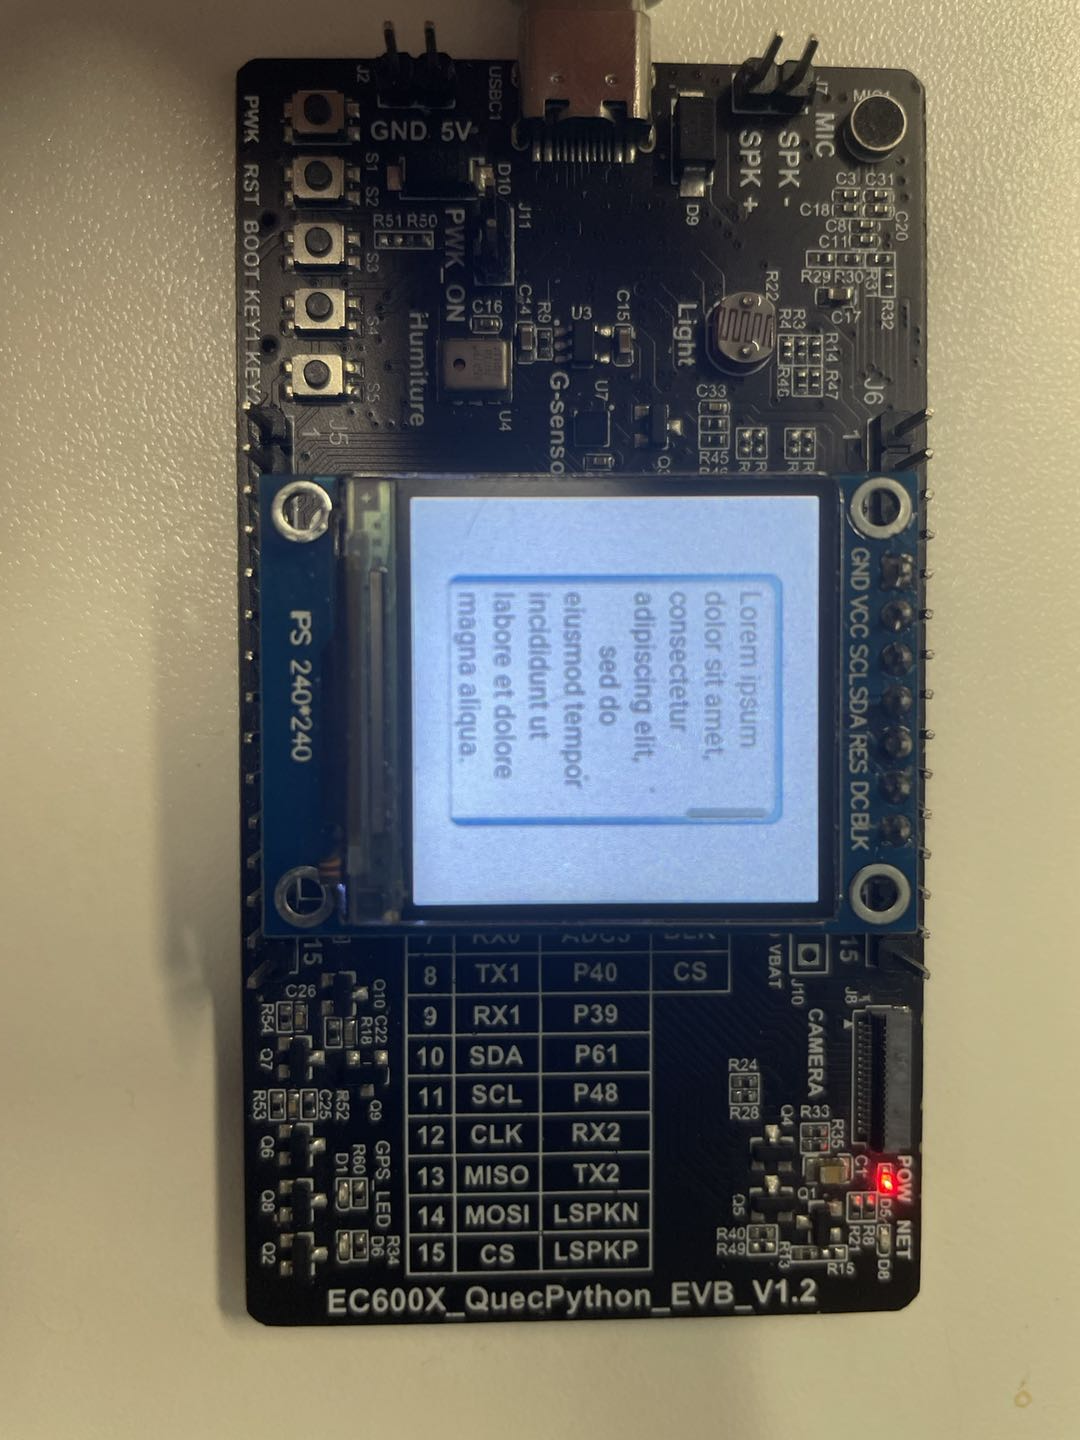 J2
USBC1
J7
MIC1
PWK
RST
BOOT
KEY1
GND 5V
S1
S2
S3
S4
S5
D10
J11
R51 R50
PWK_ON
D9
SPK +
SPK -
MIC
C3 C31
C18
C20
C8
C11
R29 R30
R3
C17
R32
C16
C14
R9
U3
C15
Light
R22
R4
R3
R14
R46
R47
Humiture
U4
G-senso
U7
C33
R45
J6
J5
1
1
GND VCC SCL SDA RES DC BLK
Lorem ipsum
dolor sit amet,
consectetur
adipiscing elit,
sed do
eiusmod tempor
incididunt ut
labore et dolore
magna aliqua.
PS 240*240
8 TX1 P40 CS
9 RX1 P39
10 SDA P61
11 SCL P48
12 CLK RX2
13 MISO TX2
14 MOSI LSPKN
15 CS LSPKP
15
15
VBAT
J10
J8
CAMERA
C26
R54
Q10
C22
R18
Q7
Q9
R53
C25
R52
Q6
GPS_LED
R60
D1
Q8
Q2
D6
R34
R24
R28
Q4
R33
R35
Q5
Q1
R40
R49
R13
R15
R21
R8
POW
NET
D5
D8
EC600X_QuecPython_EVB_V1.2